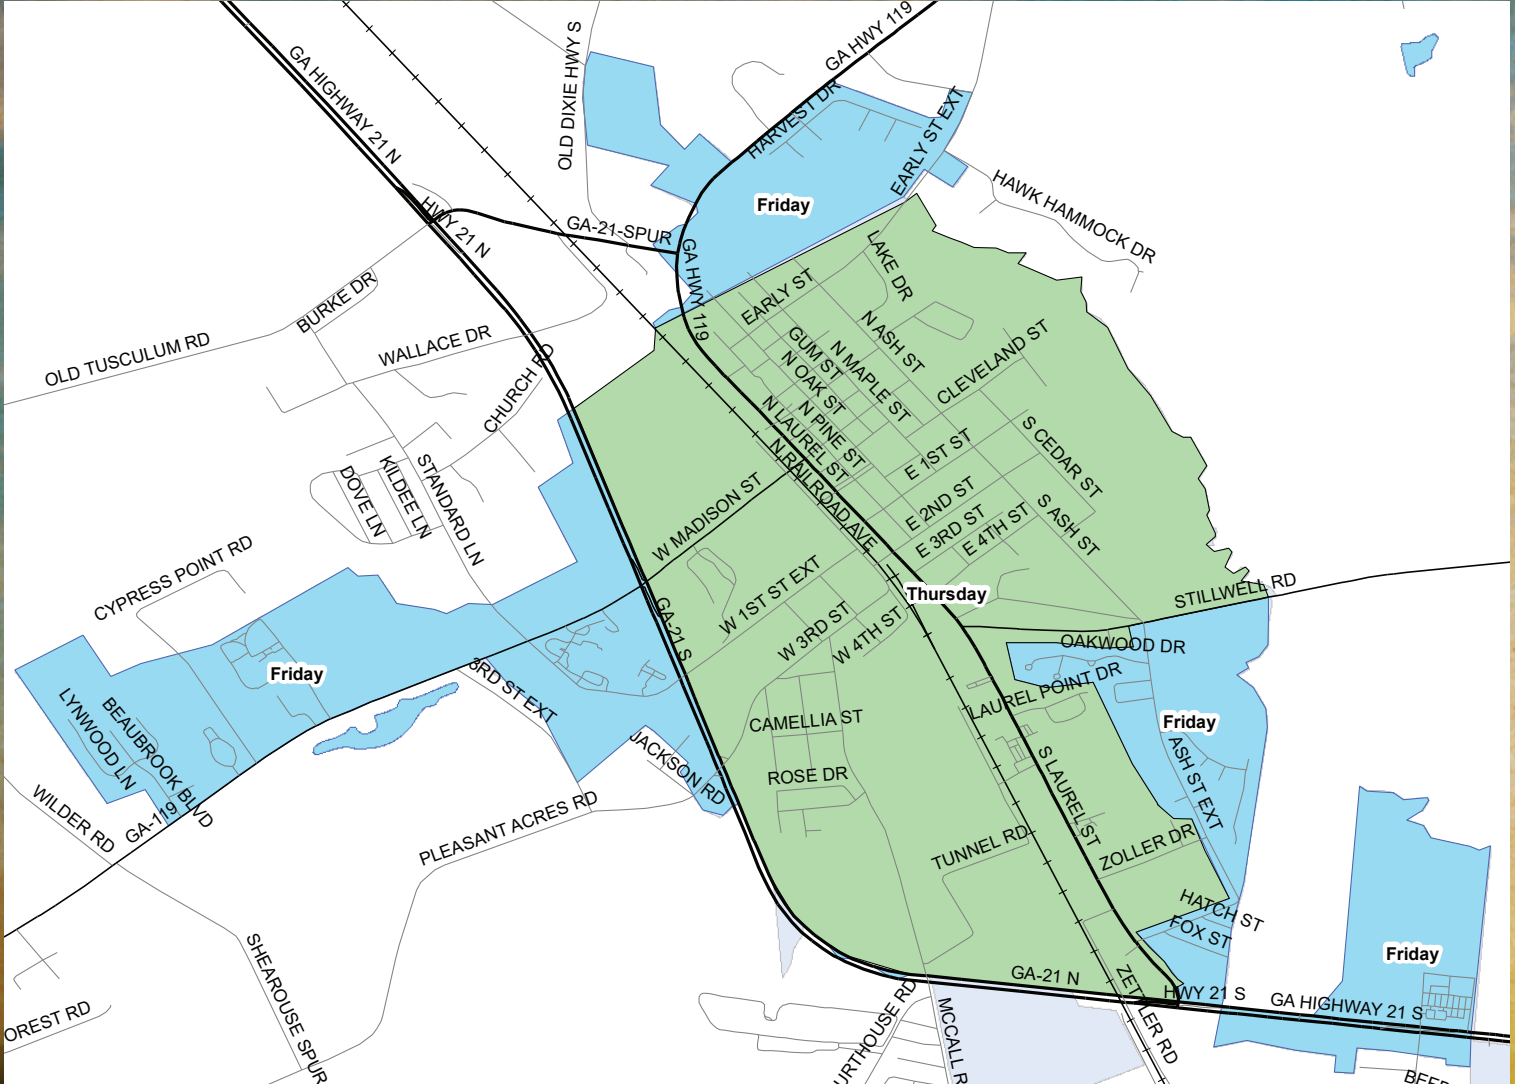 GA HWY 119
OLD DIXIE HWY S
GA HIGHWAY 21 N
HARVEST DR
EARLY ST EXT
HAWK HAMMOCK DR
Friday
HWY 21 N
GA-21-SPUR
GA HWY 119
LAKE DR
BURKE DR
EARLY ST
OLD TUSCULUM RD
WALLACE DR
CHURCH RD
GUM ST
N ASH ST
N MAPLE ST
N OAK ST
CLEVELAND ST
N PINE ST
N LAUREL ST
S CEDAR ST
E 1ST ST
N RAILROAD AVE
DOVE LN
KILDEE LN
STANDARD LN
W MADISON ST
E 2ND ST
S ASH ST
E 3RD ST
E 4TH ST
CYPRESS POINT RD
W 1ST ST EXT
Thursday
STILLWELL RD
GA-21 S
W 3RD ST
W 4TH ST
OAKWOOD DR
Friday
3RD ST EXT
LAUREL POINT DR
LYNWOOD LN
BEAUBROOK BLVD
CAMELLIA ST
Friday
JACKSON RD
ROSE DR
S LAUREL ST
ASH ST EXT
WILDER RD
GA-119
PLEASANT ACRES RD
TUNNEL RD
ZOLLER DR
HATCH ST
FOX ST
SHEAROUSE SPUR
Friday
GA-21 N
HWY 21 S
GA HIGHWAY 21 S
ZETTLER RD
OREST RD
URTHOUSE RD
MCCALL R
BEEF